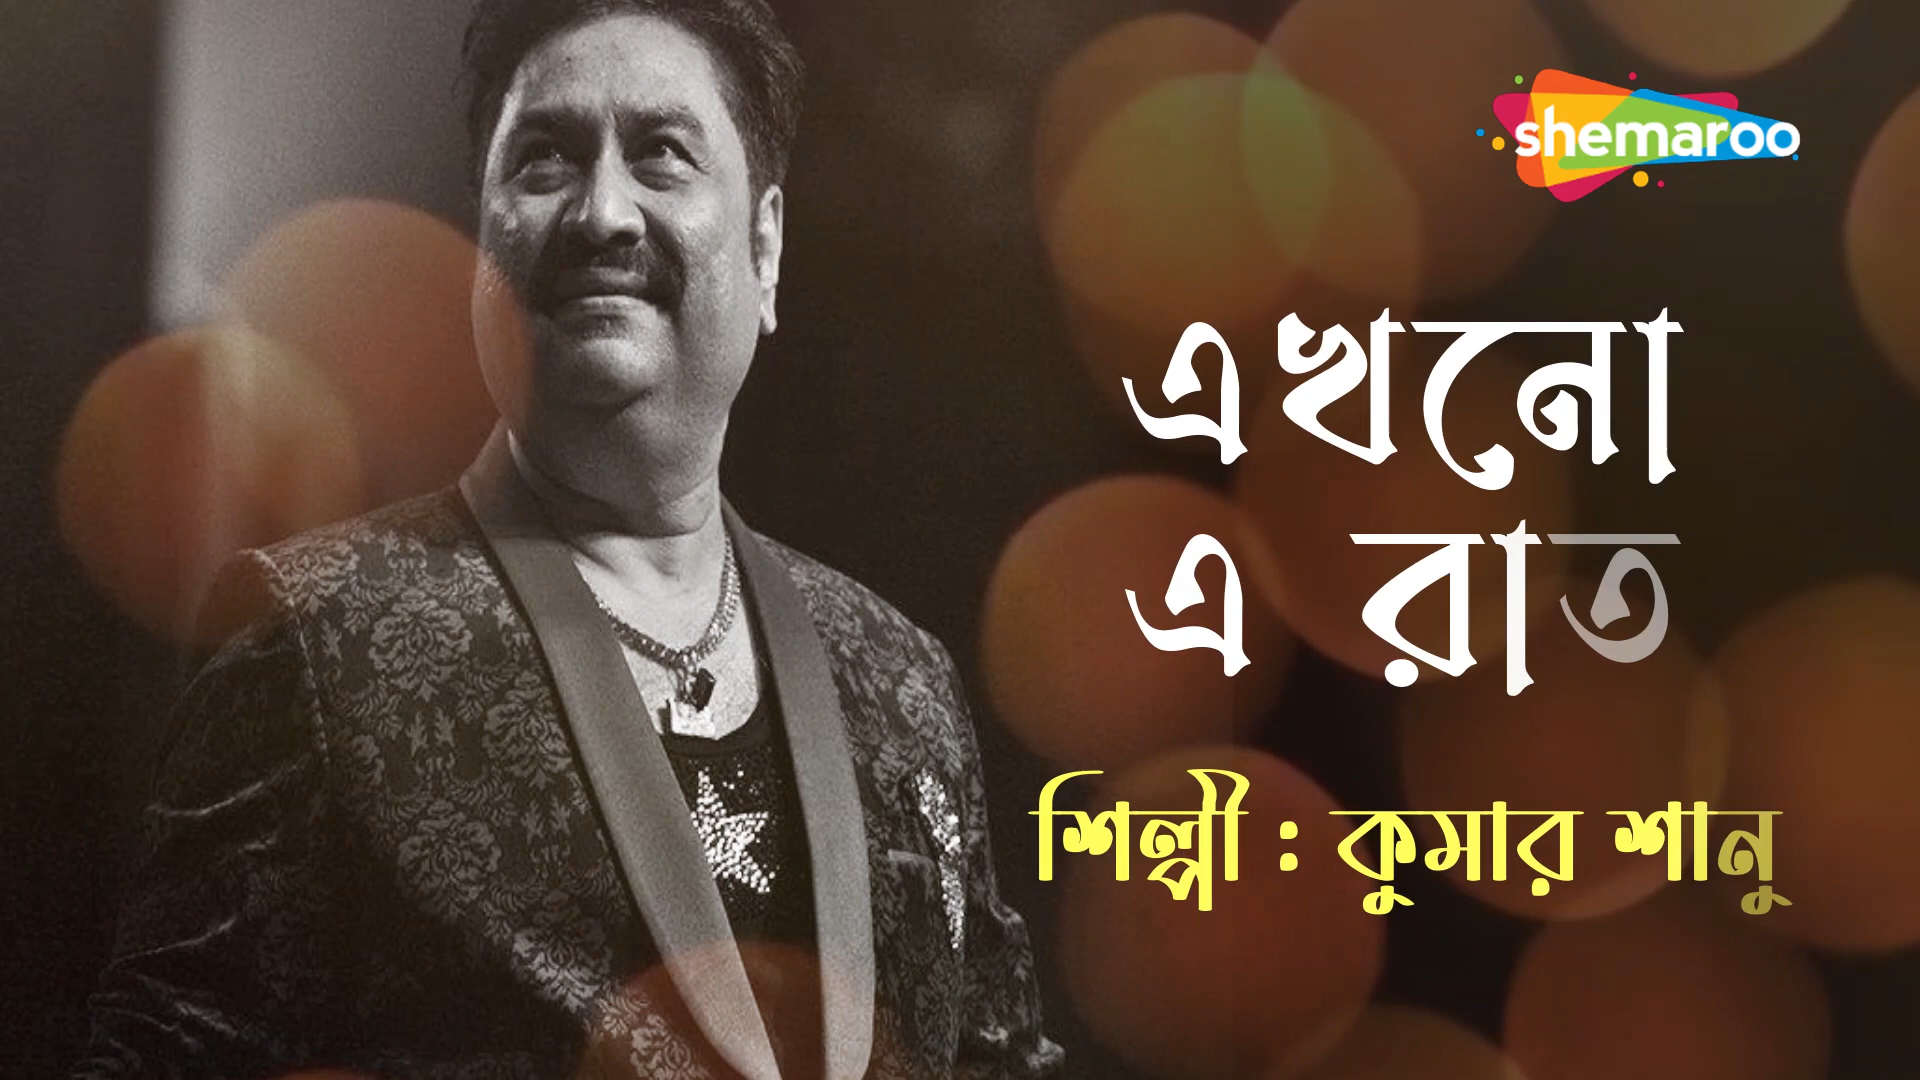 shemaroo
এখনো
এ রাত
শিল্পী : কুমার শানু